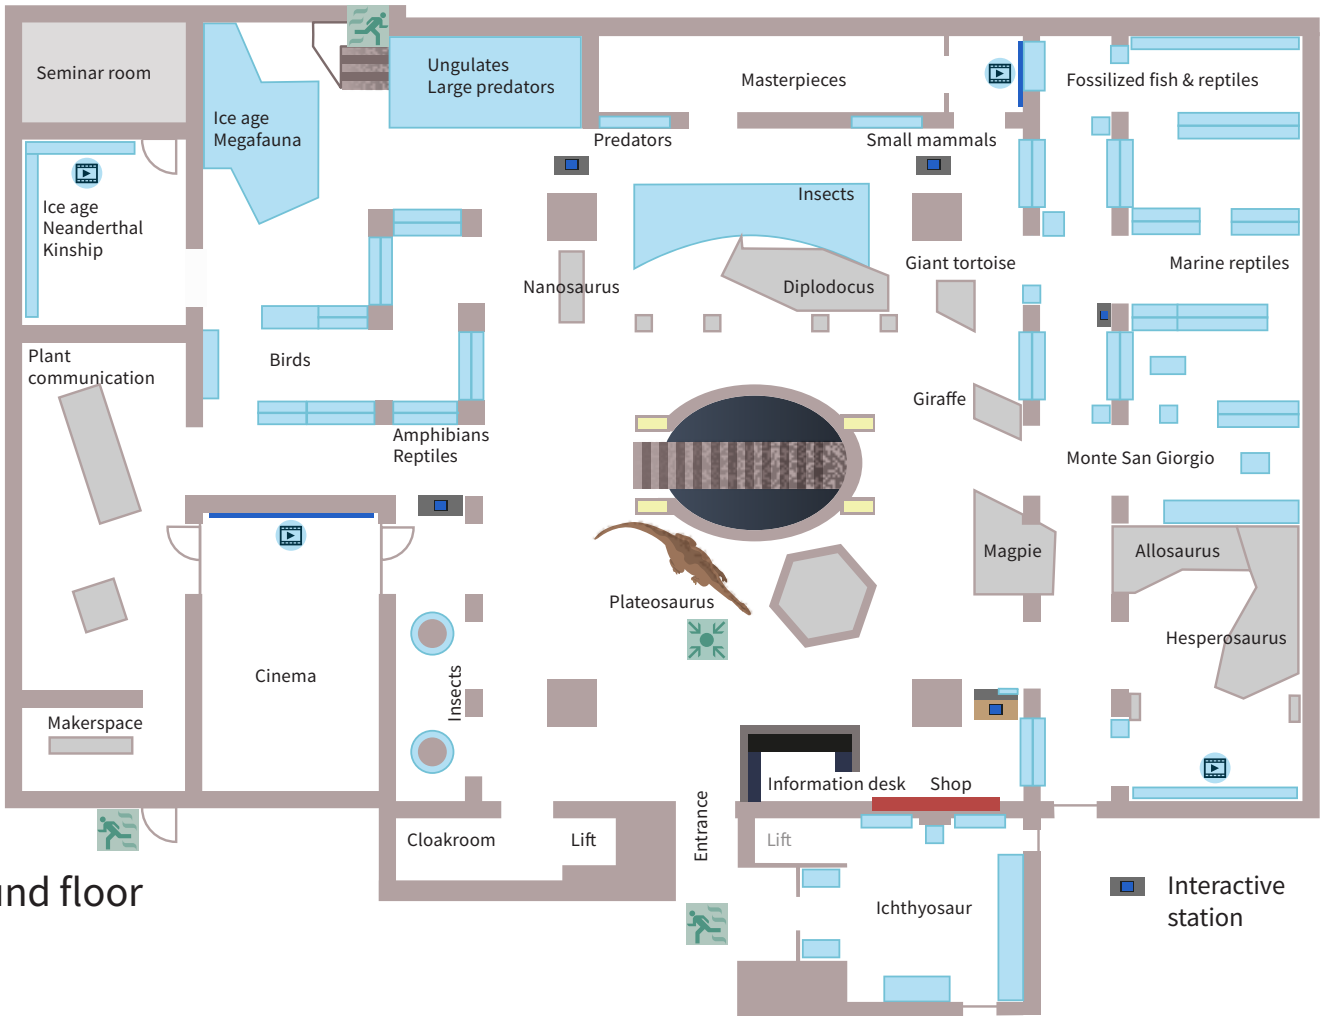 Seminar room
Ice age
Megafauna
Ungulates
Large predators
Masterpieces
Fossilized fish & reptiles
Predators
Small mammals
Ice age
Neanderthal
Kinship
Insects
Nanosaurus
Diplodocus
Giant tortoise
Marine reptiles
Plant
communication
Birds
Giraffe
Amphibians
Reptiles
Monte San Giorgio
Magpie
Allosaurus
Plateosaurus
Hesperosaurus
Cinema
Insects
Makerspace
Information desk
Shop
Entrance
Cloakroom
Lift
Lift
Ichthyosaur
und floor
Interactive
station